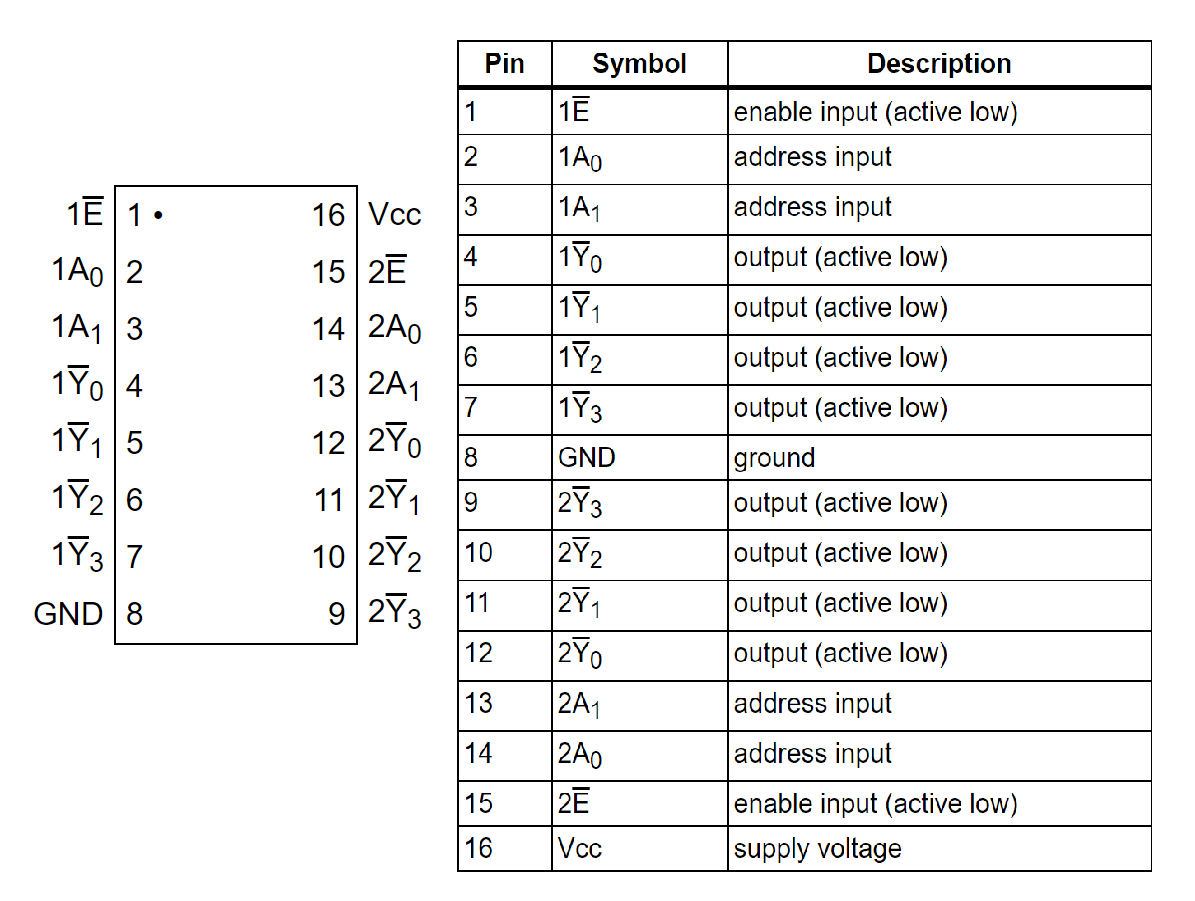 1E̅ 1 • 16 Vcc
1A₀ 2 15 2E̅
1A₁ 3 14 2A₀
1Y̅₀ 4 13 2A₁
1Y̅₁ 5 12 2Y̅₀
1Y̅₂ 6 11 2Y̅₁
1Y̅₃ 7 10 2Y̅₂
GND 8 9 2Y̅₃
Pin Symbol Description
1 1E̅ enable input (active low)
2 1A₀ address input
3 1A₁ address input
4 1Y̅₀ output (active low)
5 1Y̅₁ output (active low)
6 1Y̅₂ output (active low)
7 1Y̅₃ output (active low)
8 GND ground
9 2Y̅₃ output (active low)
10 2Y̅₂ output (active low)
11 2Y̅₁ output (active low)
12 2Y̅₀ output (active low)
13 2A₁ address input
14 2A₀ address input
15 2E̅ enable input (active low)
16 Vcc supply voltage